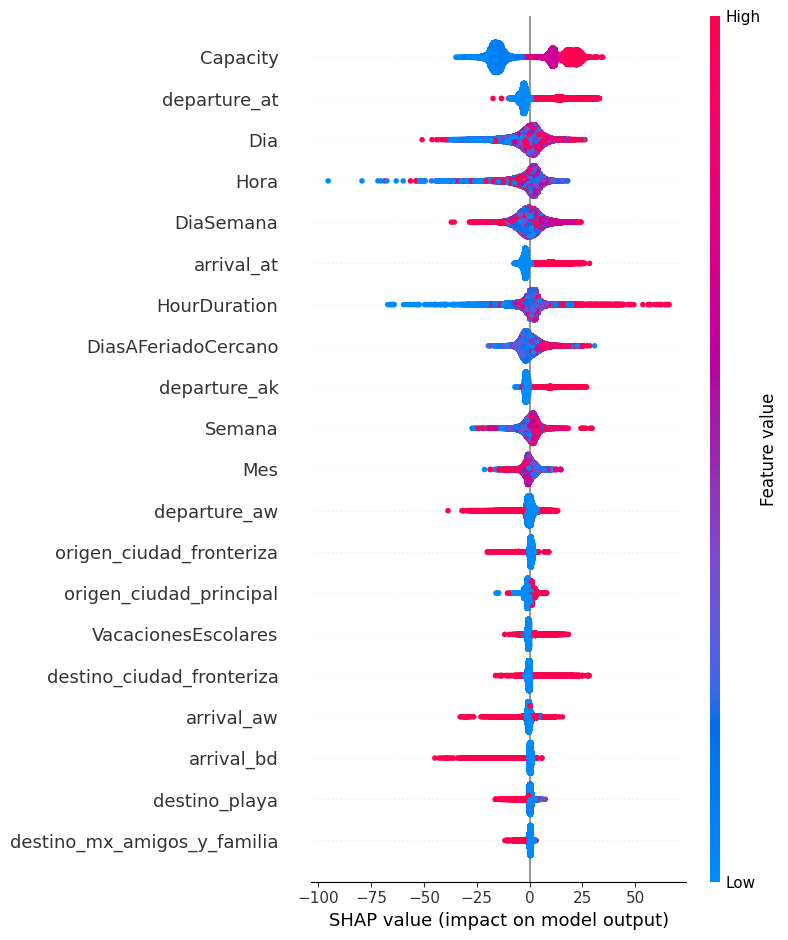 High
Capacity
departure_at
Dia
Hora
DiaSemana
arrival_at
HourDuration
DiasAFeriadoCercano
departure_ak
Semana
Mes
departure_aw
origen_ciudad_fronteriza
origen_ciudad_principal
VacacionesEscolares
destino_ciudad_fronteriza
arrival_aw
arrival_bd
destino_playa
destino_mx_amigos_y_familia
Feature value
Low
−100 −75 −50 −25 0 25 50
SHAP value (impact on model output)